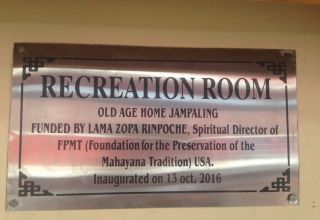 RECREATION ROOM
OLD AGE HOME JAMPALING
FUNDED BY LAMA ZOPA RINPOCHE, Spiritual Director of
FPMT (Foundation for the Preservation of the
Mahayana Tradition) USA.
Inaugurated on 13 oct, 2016